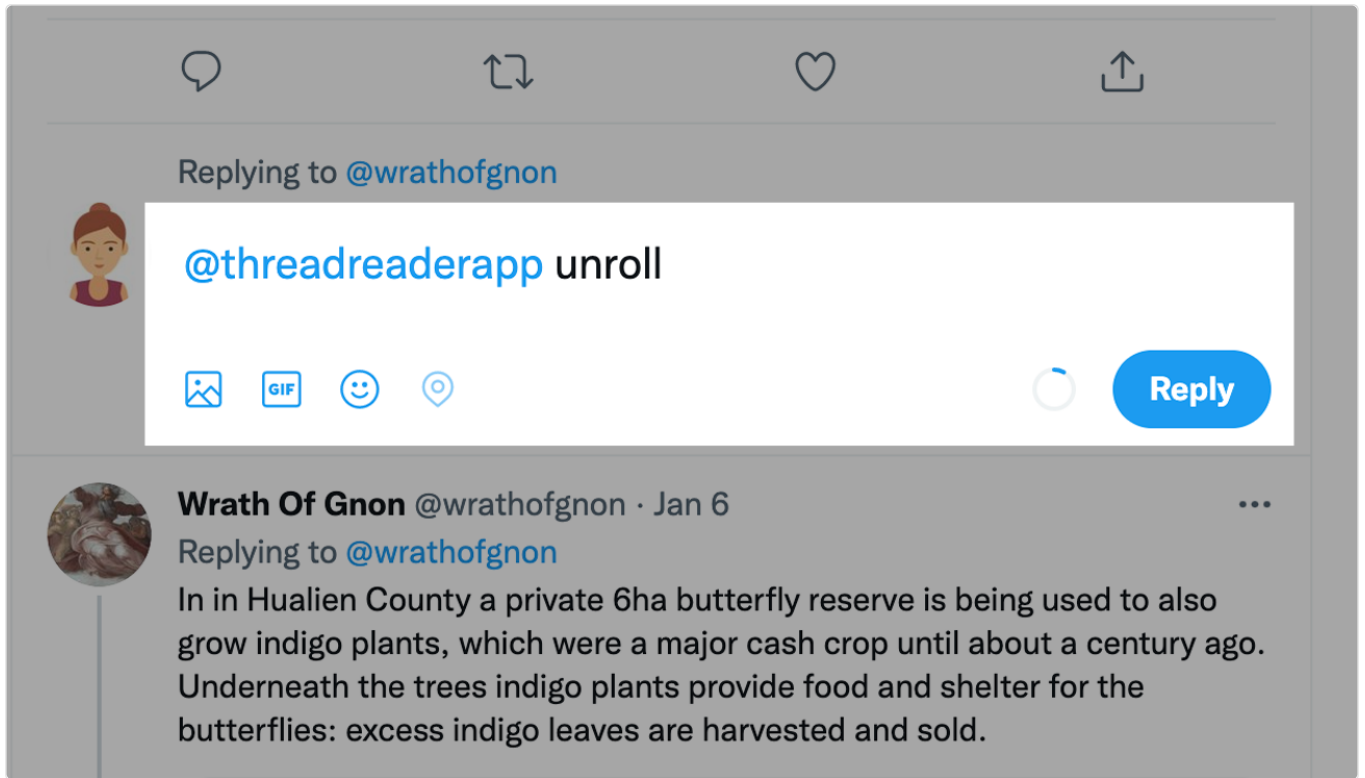 Replying to @wrathofgnon
@threadreaderapp unroll
GIF
Reply
Wrath Of Gnon @wrathofgnon · Jan 6
Replying to @wrathofgnon
In in Hualien County a private 6ha butterfly reserve is being used to also
grow indigo plants, which were a major cash crop until about a century ago.
Underneath the trees indigo plants provide food and shelter for the
butterflies: excess indigo leaves are harvested and sold.